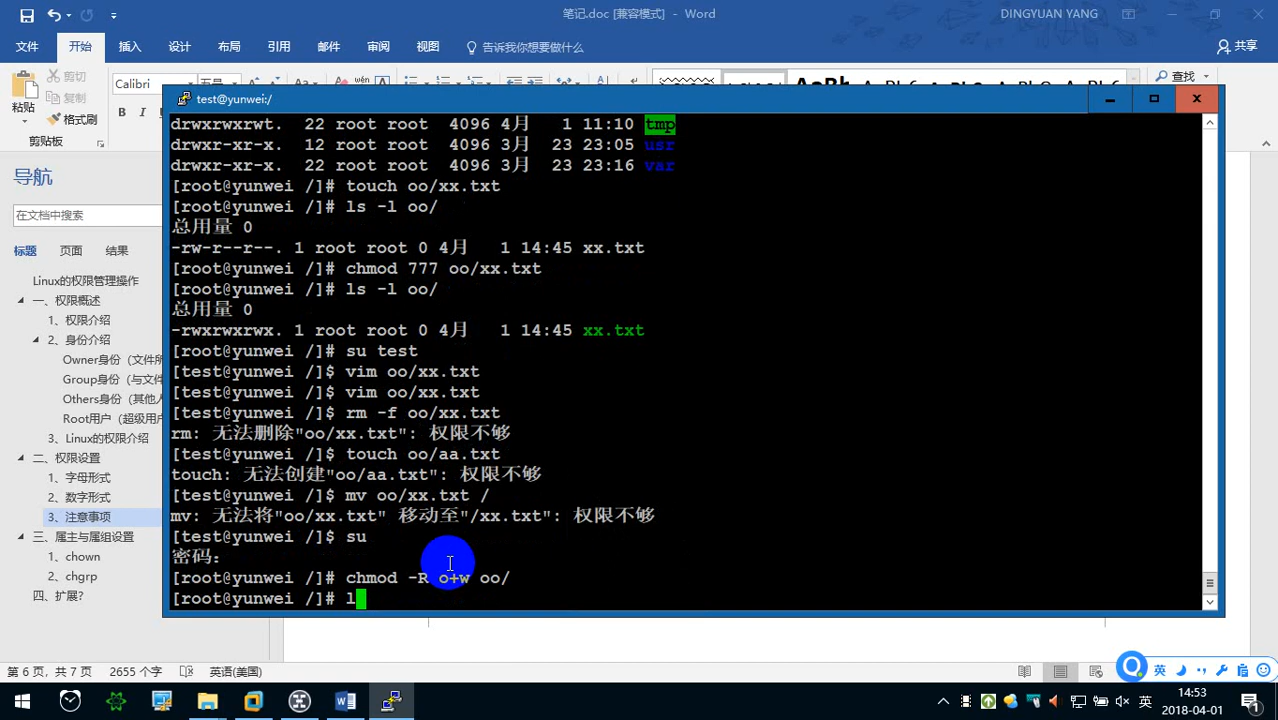 笔记.doc [兼容模式] - Word
DINGYUAN YANG
文件 开始 插入 设计 布局 引用 邮件 审阅 视图 告诉我你想要做什么 共享
粘贴
剪切
复制
格式刷
剪贴板
Calibri
五号
B I
查找
导航
在文档中搜索
标题 页面 结果
Linux的权限管理操作
一、权限概述
1、权限介绍
2、身份介绍
Owner身份（文件所
Group身份（与文件
Others身份（其他人
Root用户（超级用户
3、Linux的权限介绍
二、权限设置
1、字母形式
2、数字形式
3、注意事项
三、属主与属组设置
1、chown
2、chgrp
四、扩展?
test@yunwei:/
drwxrwxrwt. 22 root root 4096 4月 1 11:10 tmp
drwxr-xr-x. 12 root root 4096 3月 23 23:05 usr
drwxr-xr-x. 22 root root 4096 3月 23 23:16 var
[root@yunwei /]# touch oo/xx.txt
[root@yunwei /]# ls -l oo/
总用量 0
-rw-r--r--. 1 root root 0 4月 1 14:45 xx.txt
[root@yunwei /]# chmod 777 oo/xx.txt
[root@yunwei /]# ls -l oo/
总用量 0
-rwxrwxrwx. 1 root root 0 4月 1 14:45 xx.txt
[root@yunwei /]# su test
[test@yunwei /]$ vim oo/xx.txt
[test@yunwei /]$ vim oo/xx.txt
[test@yunwei /]$ rm -f oo/xx.txt
rm: 无法删除"oo/xx.txt": 权限不够
[test@yunwei /]$ touch oo/aa.txt
touch: 无法创建"oo/aa.txt": 权限不够
[test@yunwei /]$ mv oo/xx.txt /
mv: 无法将"oo/xx.txt" 移动至"/xx.txt": 权限不够
[test@yunwei /]$ su
密码:
[root@yunwei /]# chmod -R o+w oo/
[root@yunwei /]# l
第 6 页，共 7 页 2655 个字 英语(美国)
英
英
14:53
2018-04-01
1